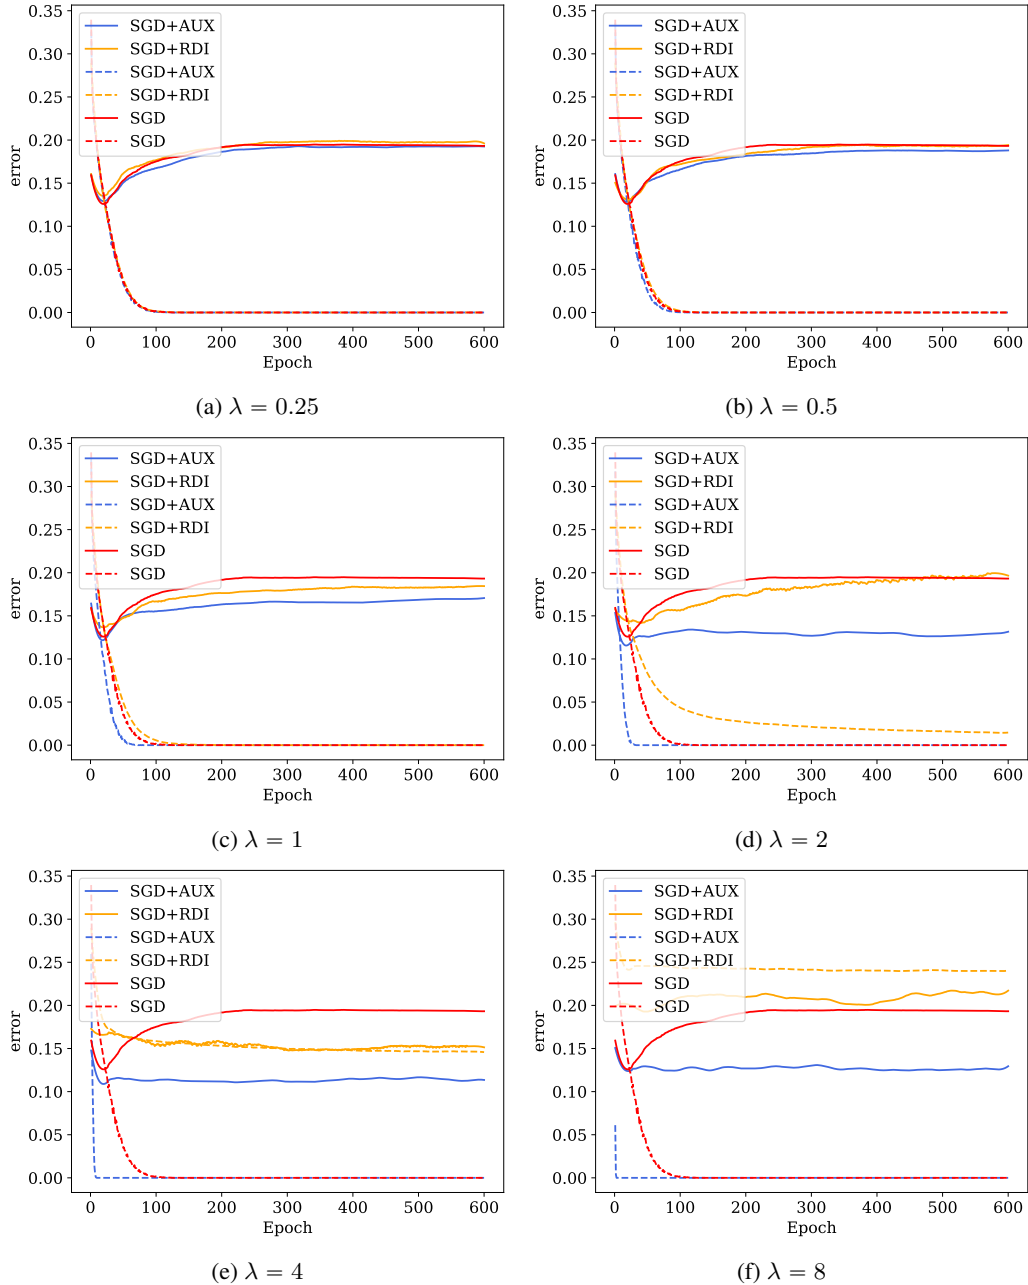 0.35
0.30
0.25
0.20
0.15
0.10
0.05
0.00
error
SGD+AUX
SGD+RDI
SGD+AUX
SGD+RDI
SGD
SGD
0 100 200 300 400 500 600
Epoch
(a) λ = 0.25
0.35
0.30
0.25
0.20
0.15
0.10
0.05
0.00
error
SGD+AUX
SGD+RDI
SGD+AUX
SGD+RDI
SGD
SGD
0 100 200 300 400 500 600
Epoch
(b) λ = 0.5
0.35
0.30
0.25
0.20
0.15
0.10
0.05
0.00
error
SGD+AUX
SGD+RDI
SGD+AUX
SGD+RDI
SGD
SGD
0 100 200 300 400 500 600
Epoch
(c) λ = 1
0.35
0.30
0.25
0.20
0.15
0.10
0.05
0.00
error
SGD+AUX
SGD+RDI
SGD+AUX
SGD+RDI
SGD
SGD
0 100 200 300 400 500 600
Epoch
(d) λ = 2
0.35
0.30
0.25
0.20
0.15
0.10
0.05
0.00
error
SGD+AUX
SGD+RDI
SGD+AUX
SGD+RDI
SGD
SGD
0 100 200 300 400 500 600
Epoch
(e) λ = 4
0.35
0.30
0.25
0.20
0.15
0.10
0.05
0.00
error
SGD+AUX
SGD+RDI
SGD+AUX
SGD+RDI
SGD
SGD
0 100 200 300 400 500 600
Epoch
(f) λ = 8